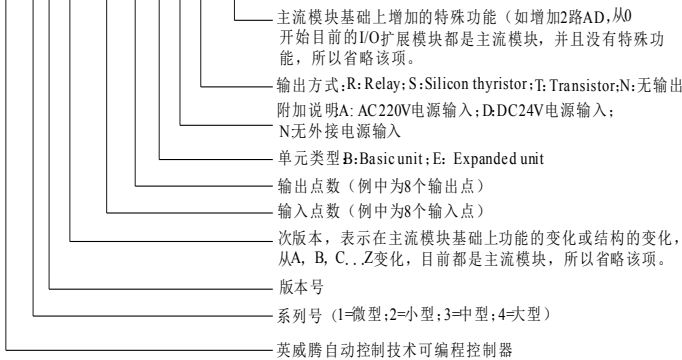 主流模块基础上增加的特殊功能（如增加2路AD,从0
开始目前的I/O扩展模块都是主流模块，并且没有特殊功
能，所以省略该项。
输出方式:R:Relay;S:Silicon thyristor;T:Transistor;N:无输出
附加说明A: AC220V电源输入;D:DC24V电源输入;
N无外接电源输入
单元类型B:Basic unit;E: Expanded unit
输出点数（例中为8个输出点）
输入点数（例中为8个输入点）
次版本，表示在主流模块基础上功能的变化或结构的变化，
从A, B, C...Z变化，目前都是主流模块，所以省略该项。
版本号
系列号 (1=微型;2=小型;3=中型;4=大型）
英威腾自动控制技术可编程控制器